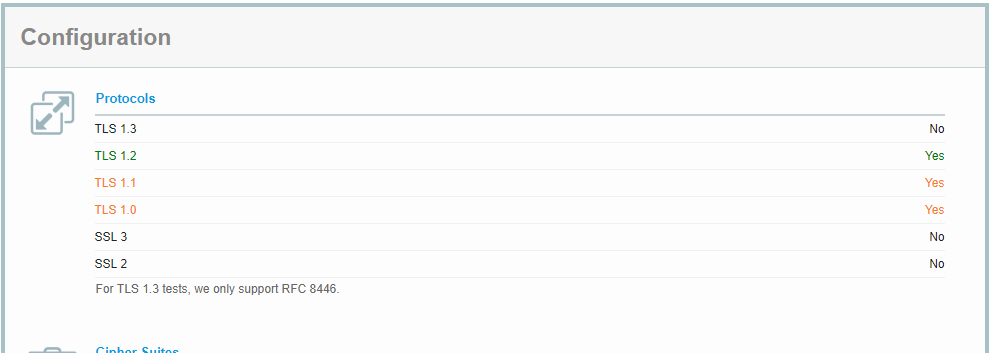 Configuration
Protocols
TLS 1.3 No
TLS 1.2 Yes
TLS 1.1 Yes
TLS 1.0 Yes
SSL 3 No
SSL 2 No
For TLS 1.3 tests, we only support RFC 8446.
Cipher Suites